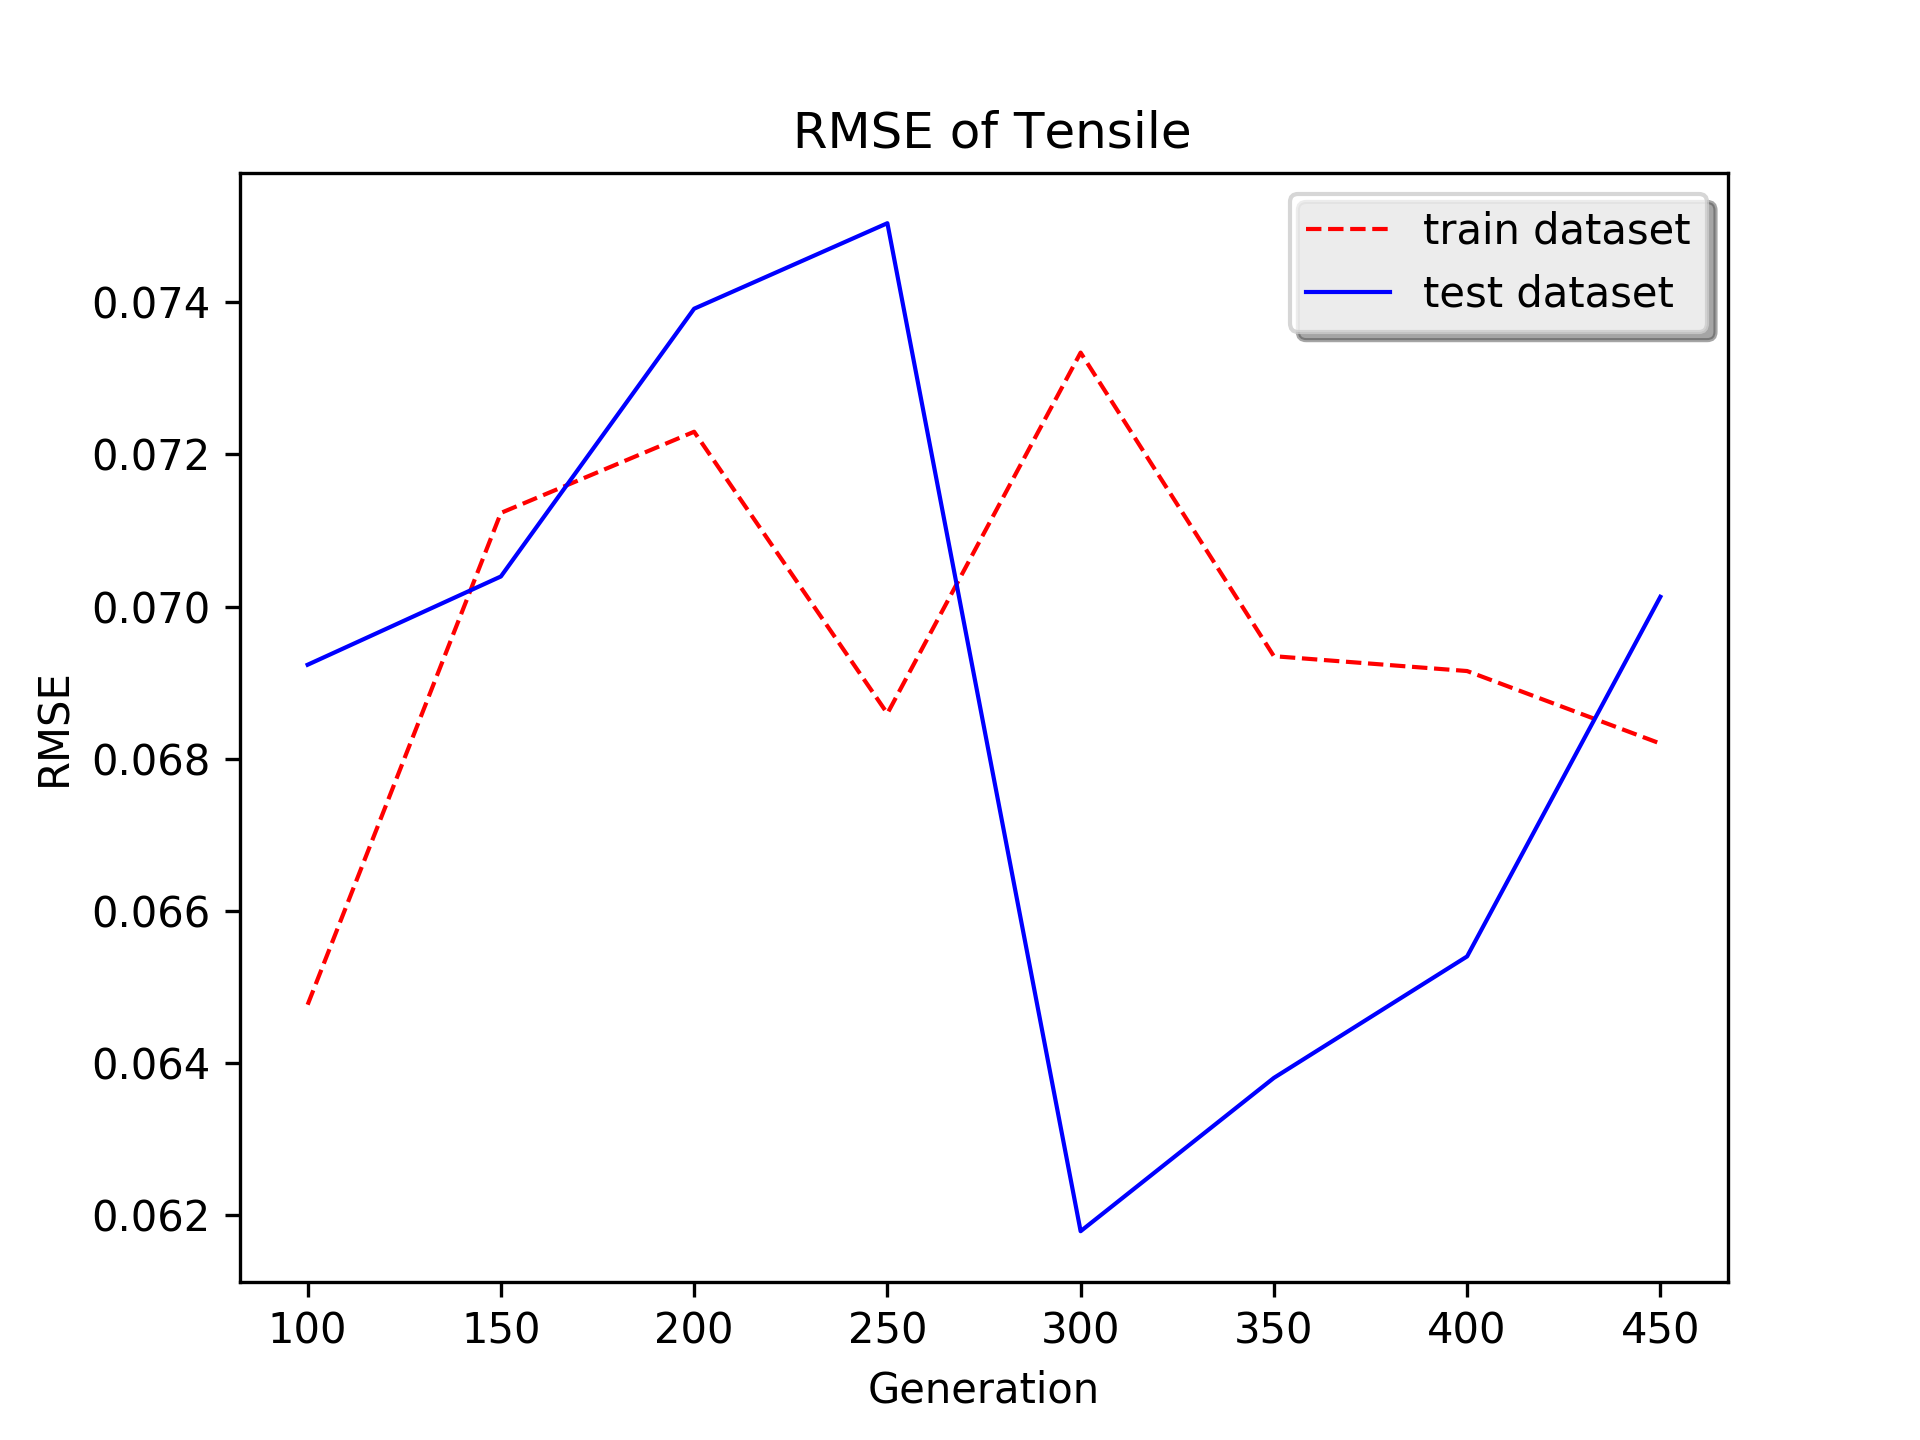 RMSE of Tensile
train dataset
test dataset
0.074
0.072
0.070
0.068
0.066
0.064
0.062
RMSE
100 150 200 250 300 350 400 450
Generation